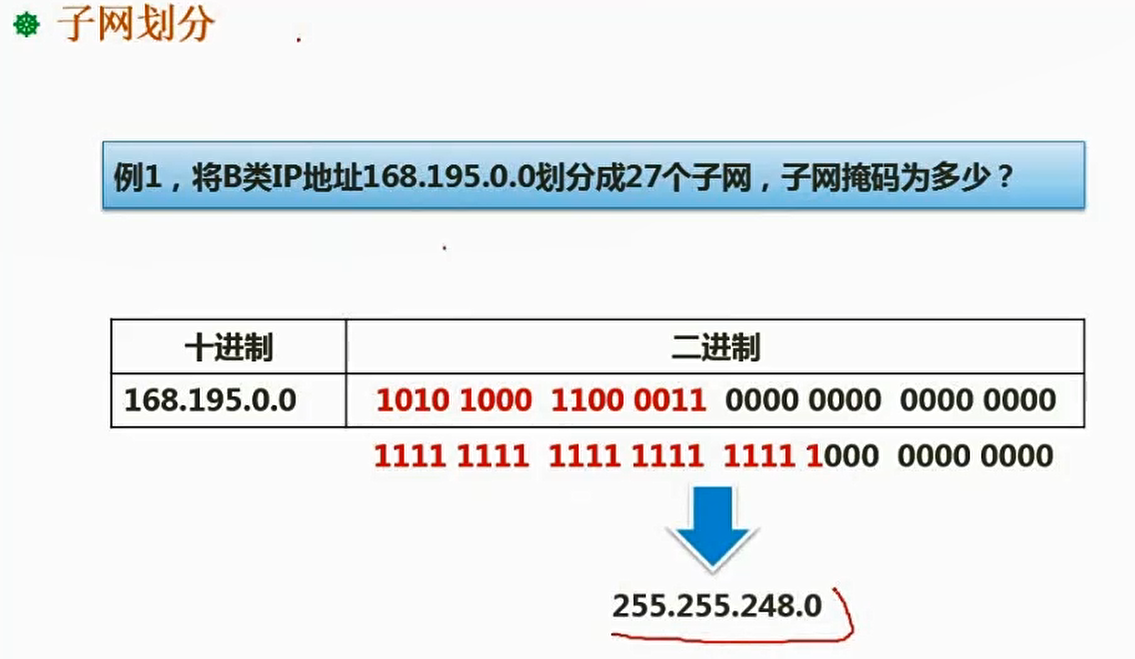 子网划分
例1，将B类IP地址168.195.0.0划分成27个子网，子网掩码为多少？
十进制 二进制
168.195.0.0 1010 1000 1100 0011 0000 0000 0000 0000
1111 1111 1111 1111 1111 1000 0000 0000
255.255.248.0